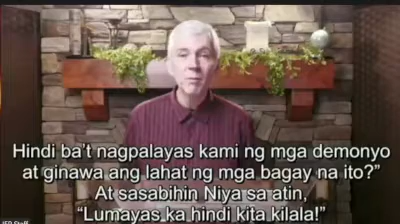 Hindi ba't nagpalayas kami ng mga demonyo
at ginawa ang lahat ng mga bagay na ito?"
At sasabihin Niya sa atin,
"Lumayas ka hindi kita kilala!"